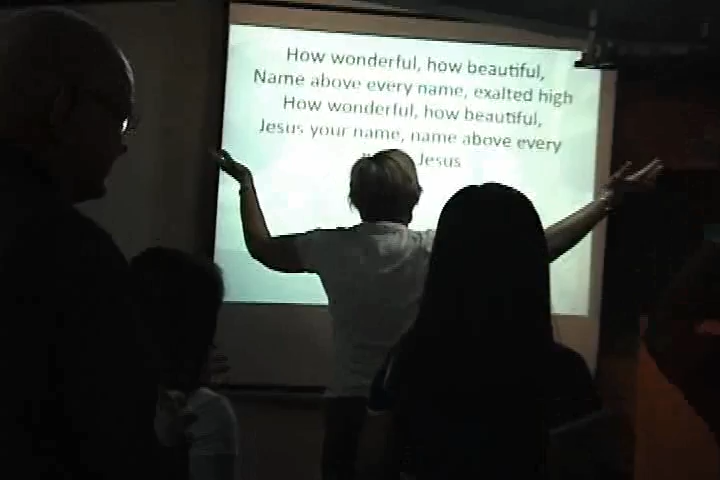 How wonderful, how beautiful,
Name above every name, exalted high
How wonderful, how beautiful,
Jesus your name, name above every
Jesus